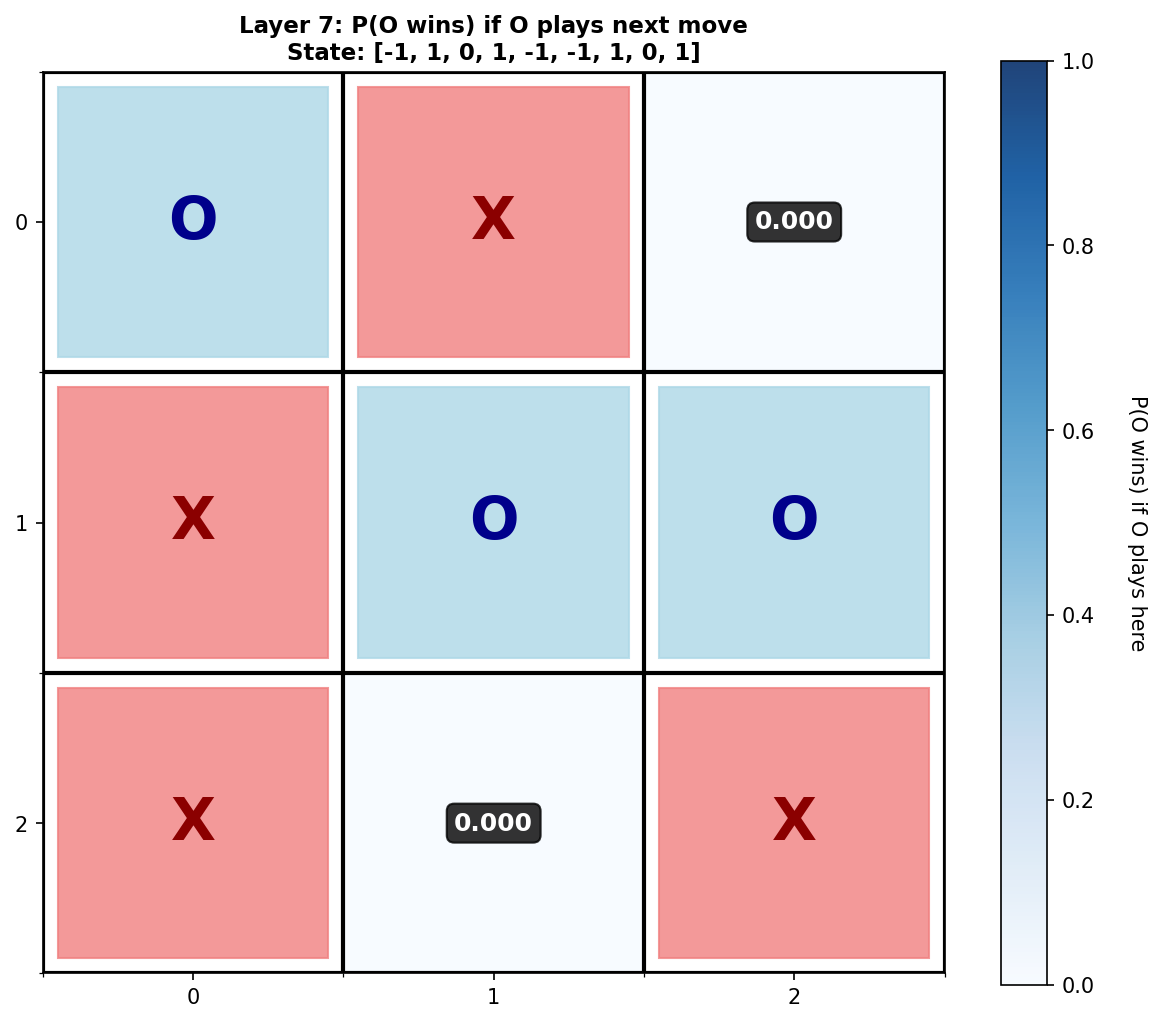 Layer 7: P(O wins) if O plays next move
State: [-1, 1, 0, 1, -1, -1, 1, 0, 1]
O
X
0.000
X
O
O
X
0.000
X
0
1
2
0
1
2
1.0
0.8
0.6
0.4
0.2
0.0
P(O wins) if O plays here